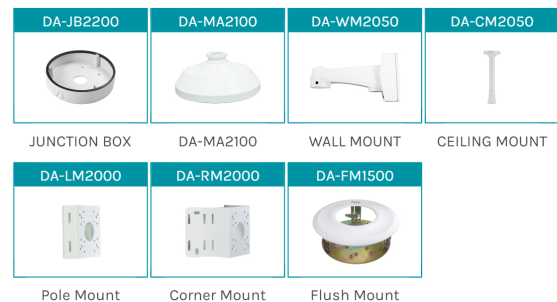 DA-JB2200 DA-MA2100 DA-WM2050 DA-CM2050
JUNCTION BOX DA-MA2100 WALL MOUNT CEILING MOUNT
DA-LM2000 DA-RM2000 DA-FM1500
Pole Mount Corner Mount Flush Mount